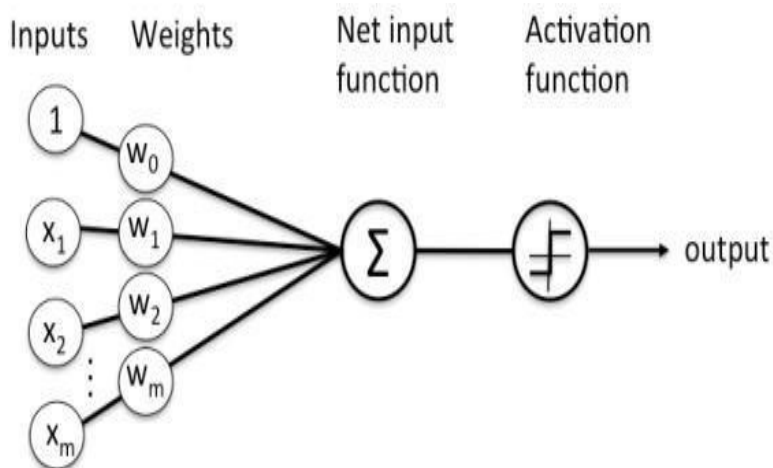 Inputs Weights Net input function Activation function
1
w0
x1
w1
x2
w2
⋮
wm
xm
Σ
output